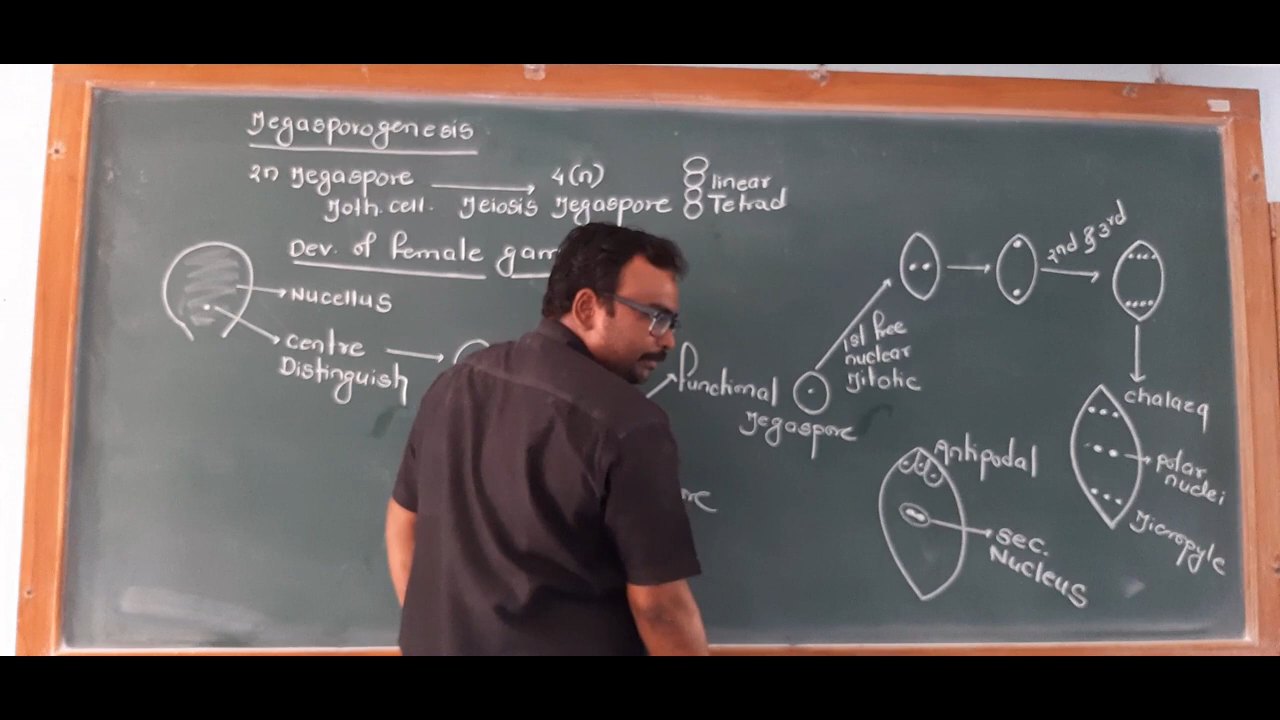 Megasporogenesis
2n Megaspore → 4(n)
Moth. cell. Meiosis Megaspore
linear
Tetrad
Dev. of female gam
Nucellus
centre
Distinguish
functional
Megaspore
1st free
nuclear
Mitotic
2nd & 3rd
chalaza
polar
nuclei
Micropyle
Antipodal
sec.
Nucleus